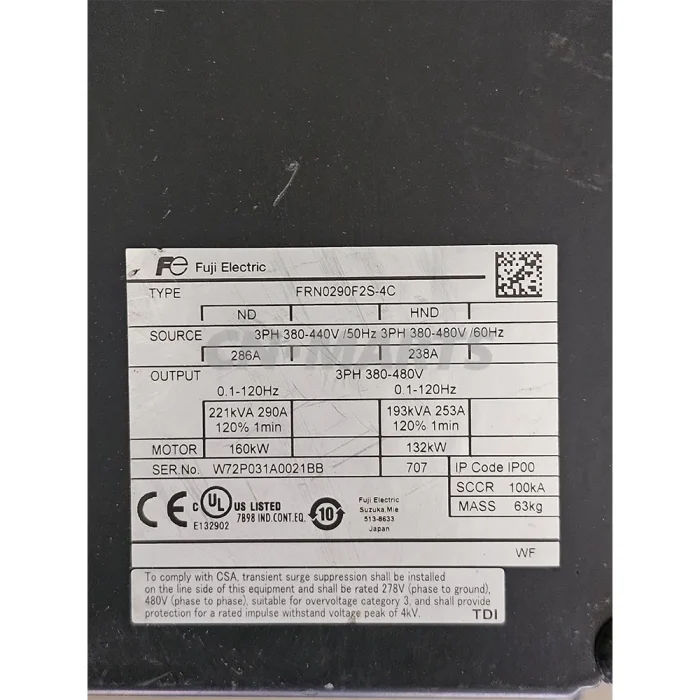 Fe Fuji Electric
TYPE FRN0290F2S-4C
ND HND
SOURCE 3PH 380-440V /50Hz 3PH 380-480V /60Hz
286A 238A
OUTPUT 3PH 380-480V
0.1-120Hz 0.1-120Hz
221kVA 290A 193kVA 253A
120% 1min 120% 1min
MOTOR 160kW 132kW
SER.No. W72P031A0021BB 707 IP Code IP00
SCCR 100kA
MASS 63kg
CE c UL US LISTED
7B98 IND.CONT.EQ.
E132902
10
Fuji Electric
Suzuka,Mie
513-8633
Japan
WF
To comply with CSA, transient surge suppression shall be installed
on the line side of this equipment and shall be rated 278V (phase to ground),
480V (phase to phase), suitable for overvoltage category 3, and shall provide
protection for a rated impulse withstand voltage peak of 4kV.
TDI